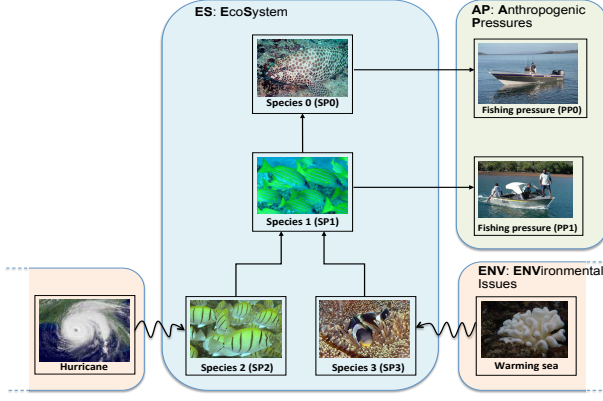 ES: EcoSystem
AP: Anthropogenic
Pressures
Species 0 (SP0)
Fishing pressure (PP0)
Species 1 (SP1)
Fishing pressure (PP1)
ENV: ENVironmental
Issues
Hurricane
Species 2 (SP2)
Species 3 (SP3)
Warming sea